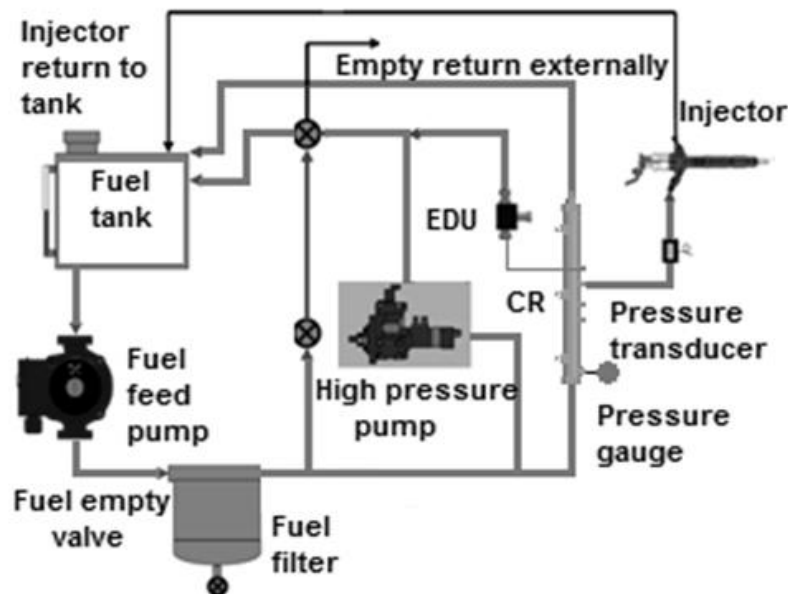 Injector
return to
tank
Empty return externally
Injector
Fuel
tank
EDU
CR
Pressure
transducer
Fuel
feed
pump
High pressure
pump
Pressure
gauge
Fuel empty
valve
Fuel
filter